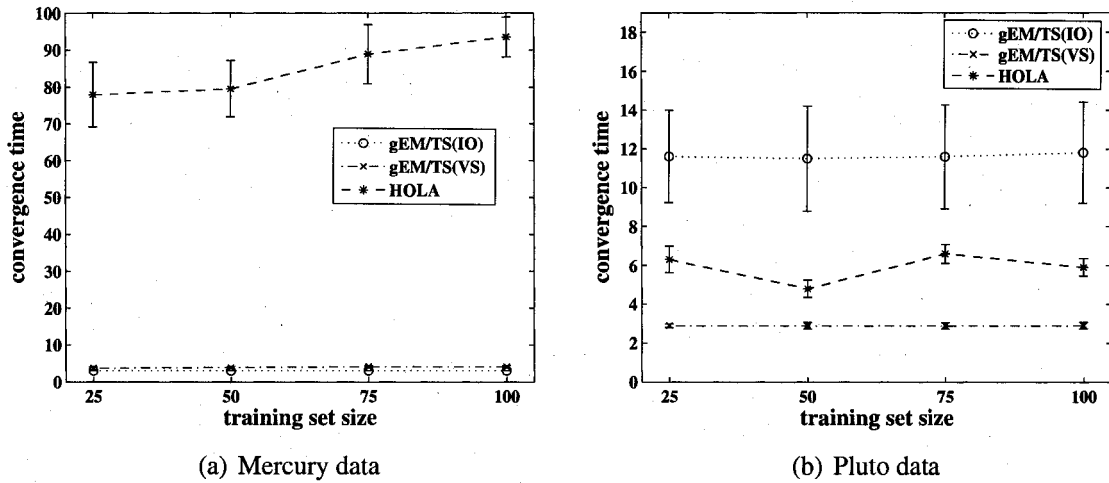 100
90
80
70
60
50
40
30
20
10
0
convergence time
gEM/TS(IO)
gEM/TS(VS)
HOLA
25 50 75 100
training set size
(a) Mercury data
18
16
14
12
10
8
6
4
2
0
convergence time
gEM/TS(IO)
gEM/TS(VS)
HOLA
25 50 75 100
training set size
(b) Pluto data